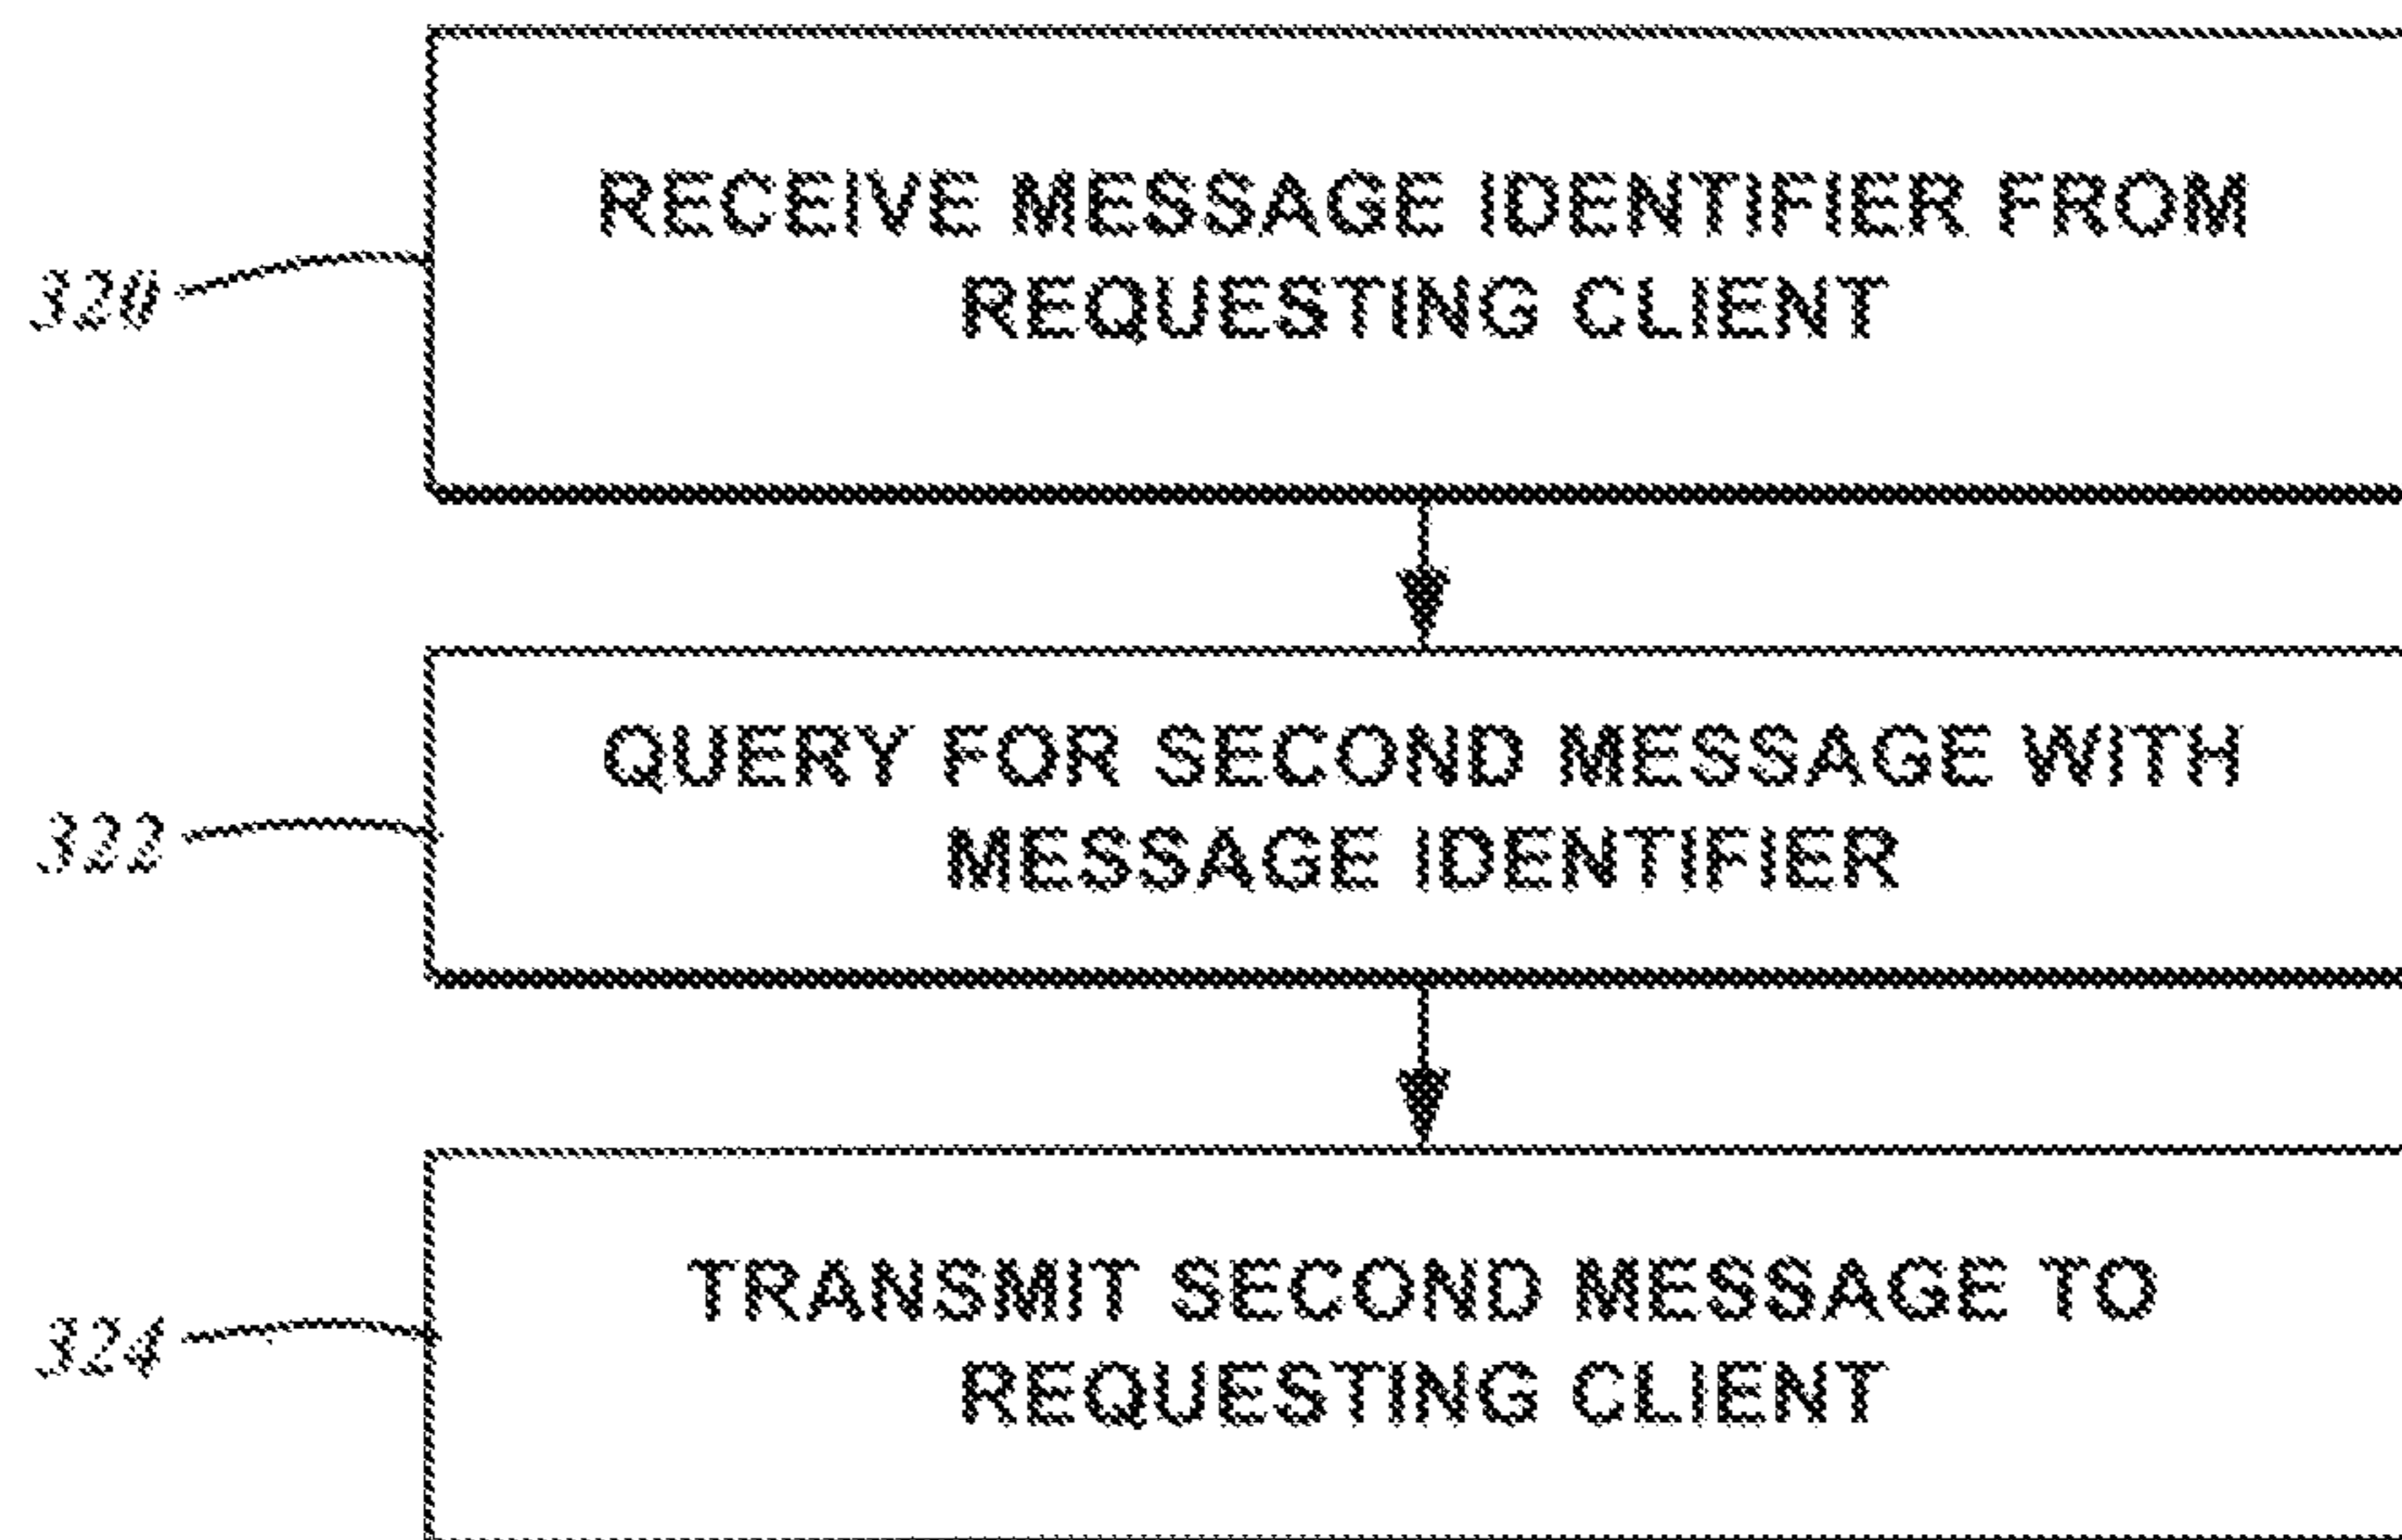 RECEIVE MESSAGE IDENTIFIER FROM
REQUESTING CLIENT
320
QUERY FOR SECOND MESSAGE WITH
MESSAGE IDENTIFIER
322
TRANSMIT SECOND MESSAGE TO
REQUESTING CLIENT
324